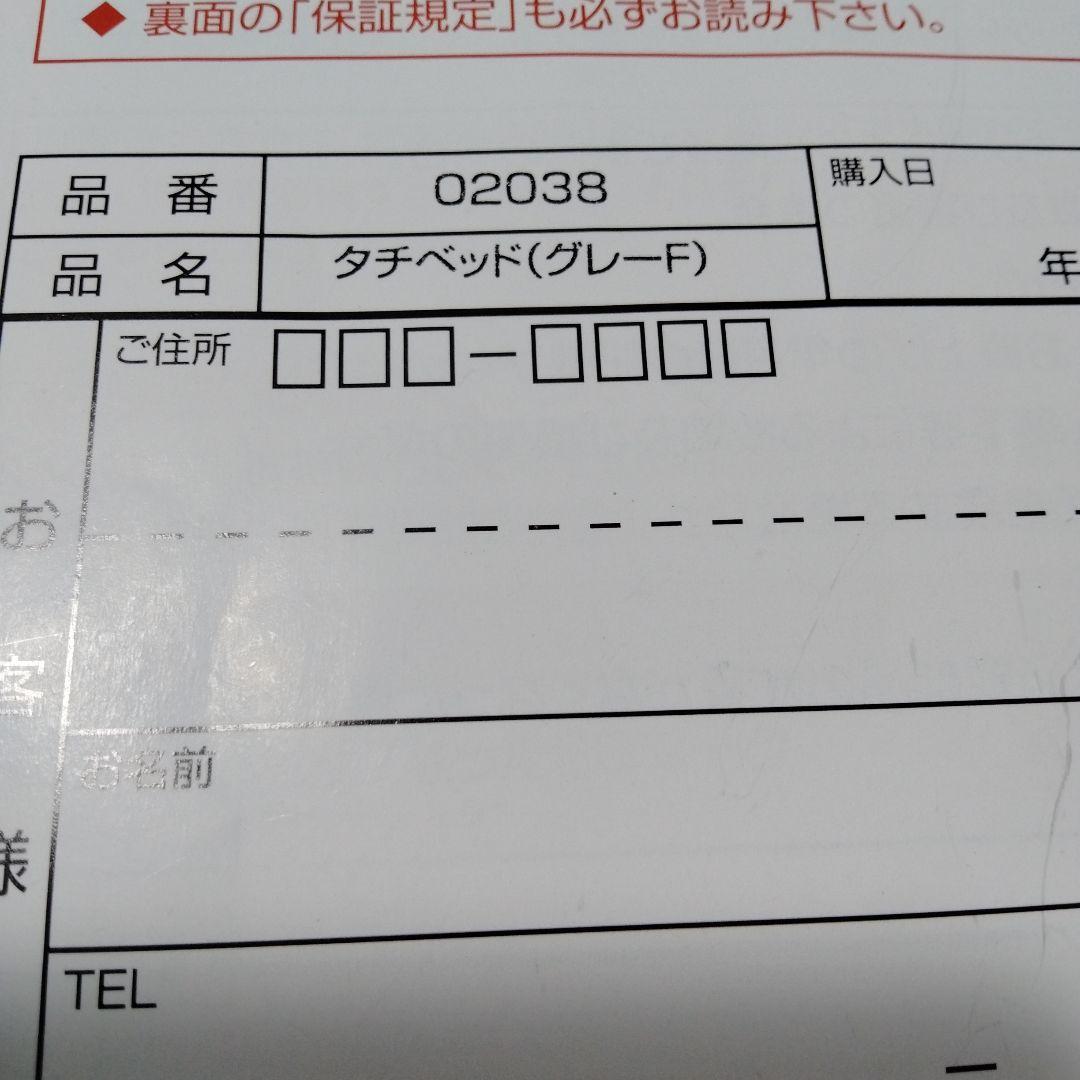 ◆ 裏面の「保証規定」も必ずお読み下さい。
品番 02038 購入日
品名 タチベッド(グレーF) 年
ご住所 □□□-□□□□
お客様
お名前
TEL